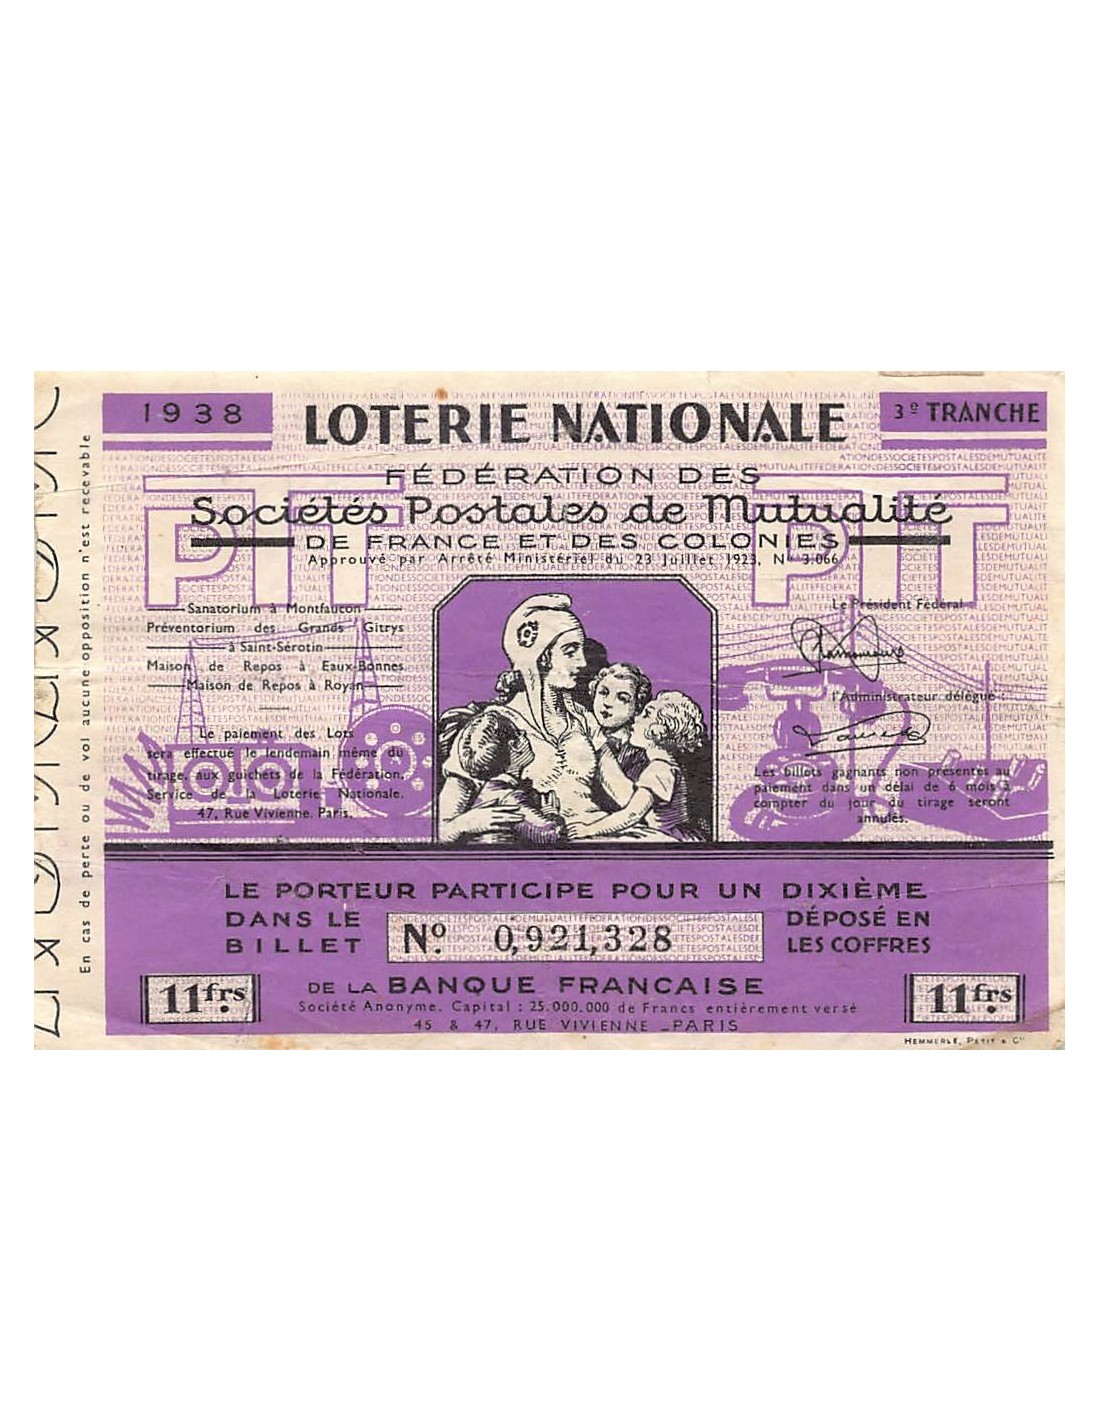 1938
LOTERIE NATIONALE
3e TRANCHE
FÉDÉRATION DES
Sociétés Postales de Mutualité
DE FRANCE ET DES COLONIES
Approuvé par Arrêté Ministériel du 23 Juillet 1923, No 3.066
PTT
PTT
Sanatorium à Montfaucon
Préventorium des Grands Gitrys
à Saint-Sérotin
Maison de Repos à Eaux-Bonnes
Maison de Repos à Royan
Le paiement des Lots
sera effectué le lendemain même du
tirage, aux guichets de la Fédération,
Service de la Loterie Nationale.
47, Rue Vivienne. Paris.
Le Président Fédéral
l'Administrateur délégué
Les billets gagnants non présentés au
paiement dans un délai de 6 mois à
compter du jour du tirage seront
annulés.
LE PORTEUR PARTICIPE POUR UN DIXIÈME
DANS LE
BILLET
No. 0,921,328
DÉPOSÉ EN
LES COFFRES
DE LA BANQUE FRANCAISE
Société Anonyme. Capital : 25.000.000 de Francs entièrement versé
45 & 47, RUE VIVIENNE _ PARIS
11frs.
11frs.
HEMMERLÉ, PETIT & Cie
En cas de perte ou de vol aucune opposition n'est recevable